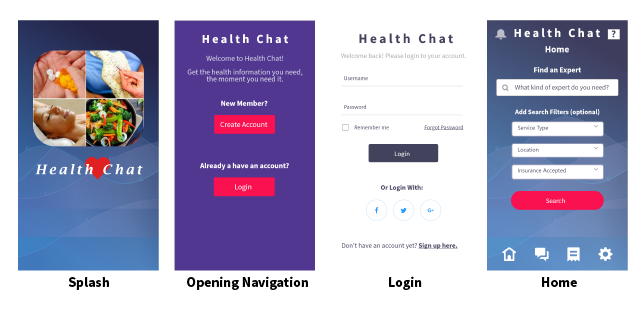 Health Chat
Splash
Health Chat
Welcome to Health Chat!
Get the health information you need,
the moment you need it.
New Member?
Create Account
Already a have an account?
Login
Opening Navigation
Health Chat
Welcome back! Please login to your account.
Username
Password
Remember me
Forgot Password
Login
Or Login With:
f
G+
Don't have an account yet? Sign up here.
Login
Health Chat
?
Home
Find an Expert
What kind of expert do you need?
Add Search Filters (optional)
Service Type
Location
Insurance Accepted
Search
Home